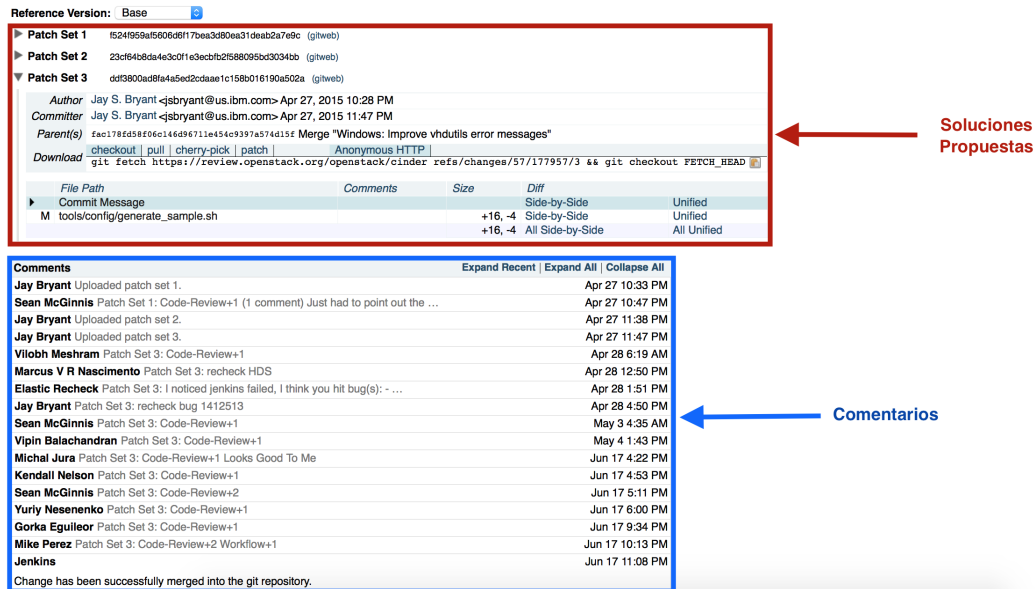 Reference Version: Base
Patch Set 1 f524f959af5606d6f17bea3d80ea31deab2a7e9c (gitweb)
Patch Set 2 23cf64b8da4e3c0f1e3ecbfb2f588095bd3034bb (gitweb)
Patch Set 3 ddf3800ad8fa4a5ed2cdaae1c158b016190a502a (gitweb)
Author Jay S. Bryant <jsbryant@us.ibm.com> Apr 27, 2015 10:28 PM
Committer Jay S. Bryant <jsbryant@us.ibm.com> Apr 27, 2015 11:47 PM
Parent(s) fac178fd58f06c146d96711e454c9397a574d15f Merge "Windows: Improve vhdutils error messages"
Download checkout | pull | cherry-pick | patch | Anonymous HTTP
git fetch https://review.openstack.org/openstack/cinder refs/changes/57/177957/3 && git checkout FETCH_HEAD
File Path Comments Size Diff
Commit Message Side-by-Side Unified
M tools/config/generate_sample.sh +16, -4 Side-by-Side Unified
+16, -4 All Side-by-Side All Unified
Soluciones
Propuestas
Comments Expand Recent | Expand All | Collapse All
Jay Bryant Uploaded patch set 1. Apr 27 10:33 PM
Sean McGinnis Patch Set 1: Code-Review+1 (1 comment) Just had to point out the … Apr 27 10:47 PM
Jay Bryant Uploaded patch set 2. Apr 27 11:38 PM
Jay Bryant Uploaded patch set 3. Apr 27 11:47 PM
Vilobh Meshram Patch Set 3: Code-Review+1 Apr 28 6:19 AM
Marcus V R Nascimento Patch Set 3: recheck HDS Apr 28 12:50 PM
Elastic Recheck Patch Set 3: I noticed jenkins failed, I think you hit bug(s): - … Apr 28 1:51 PM
Jay Bryant Patch Set 3: recheck bug 1412513 Apr 28 4:50 PM
Sean McGinnis Patch Set 3: Code-Review+1 May 3 4:35 AM
Vipin Balachandran Patch Set 3: Code-Review+1 May 4 1:43 PM
Michal Jura Patch Set 3: Code-Review+1 Looks Good To Me Jun 17 4:22 PM
Kendall Nelson Patch Set 3: Code-Review+1 Jun 17 4:53 PM
Sean McGinnis Patch Set 3: Code-Review+2 Jun 17 5:11 PM
Yuriy Nesenenko Patch Set 3: Code-Review+1 Jun 17 6:00 PM
Gorka Eguileor Patch Set 3: Code-Review+1 Jun 17 9:34 PM
Mike Perez Patch Set 3: Code-Review+2 Workflow+1 Jun 17 10:13 PM
Jenkins Jun 17 11:08 PM
Change has been successfully merged into the git repository.
Comentarios